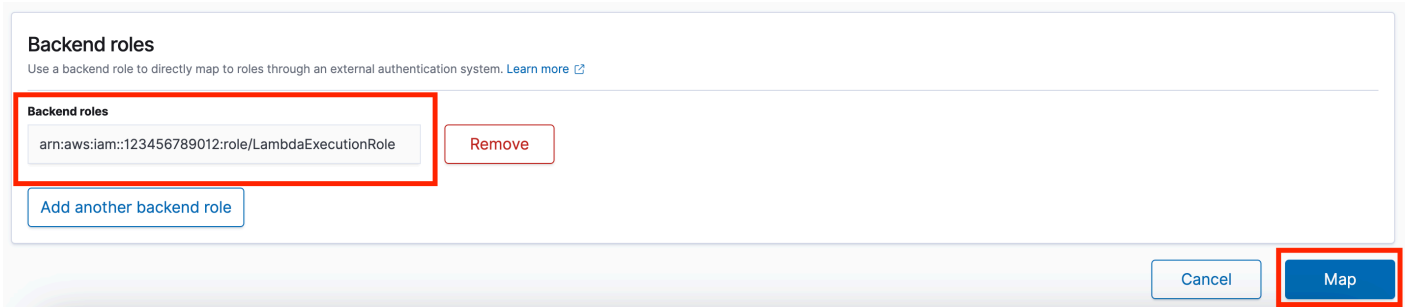 Backend roles
Use a backend role to directly map to roles through an external authentication system. Learn more
Backend roles
arn:aws:iam::123456789012:role/LambdaExecutionRole
Remove
Add another backend role
Cancel
Map